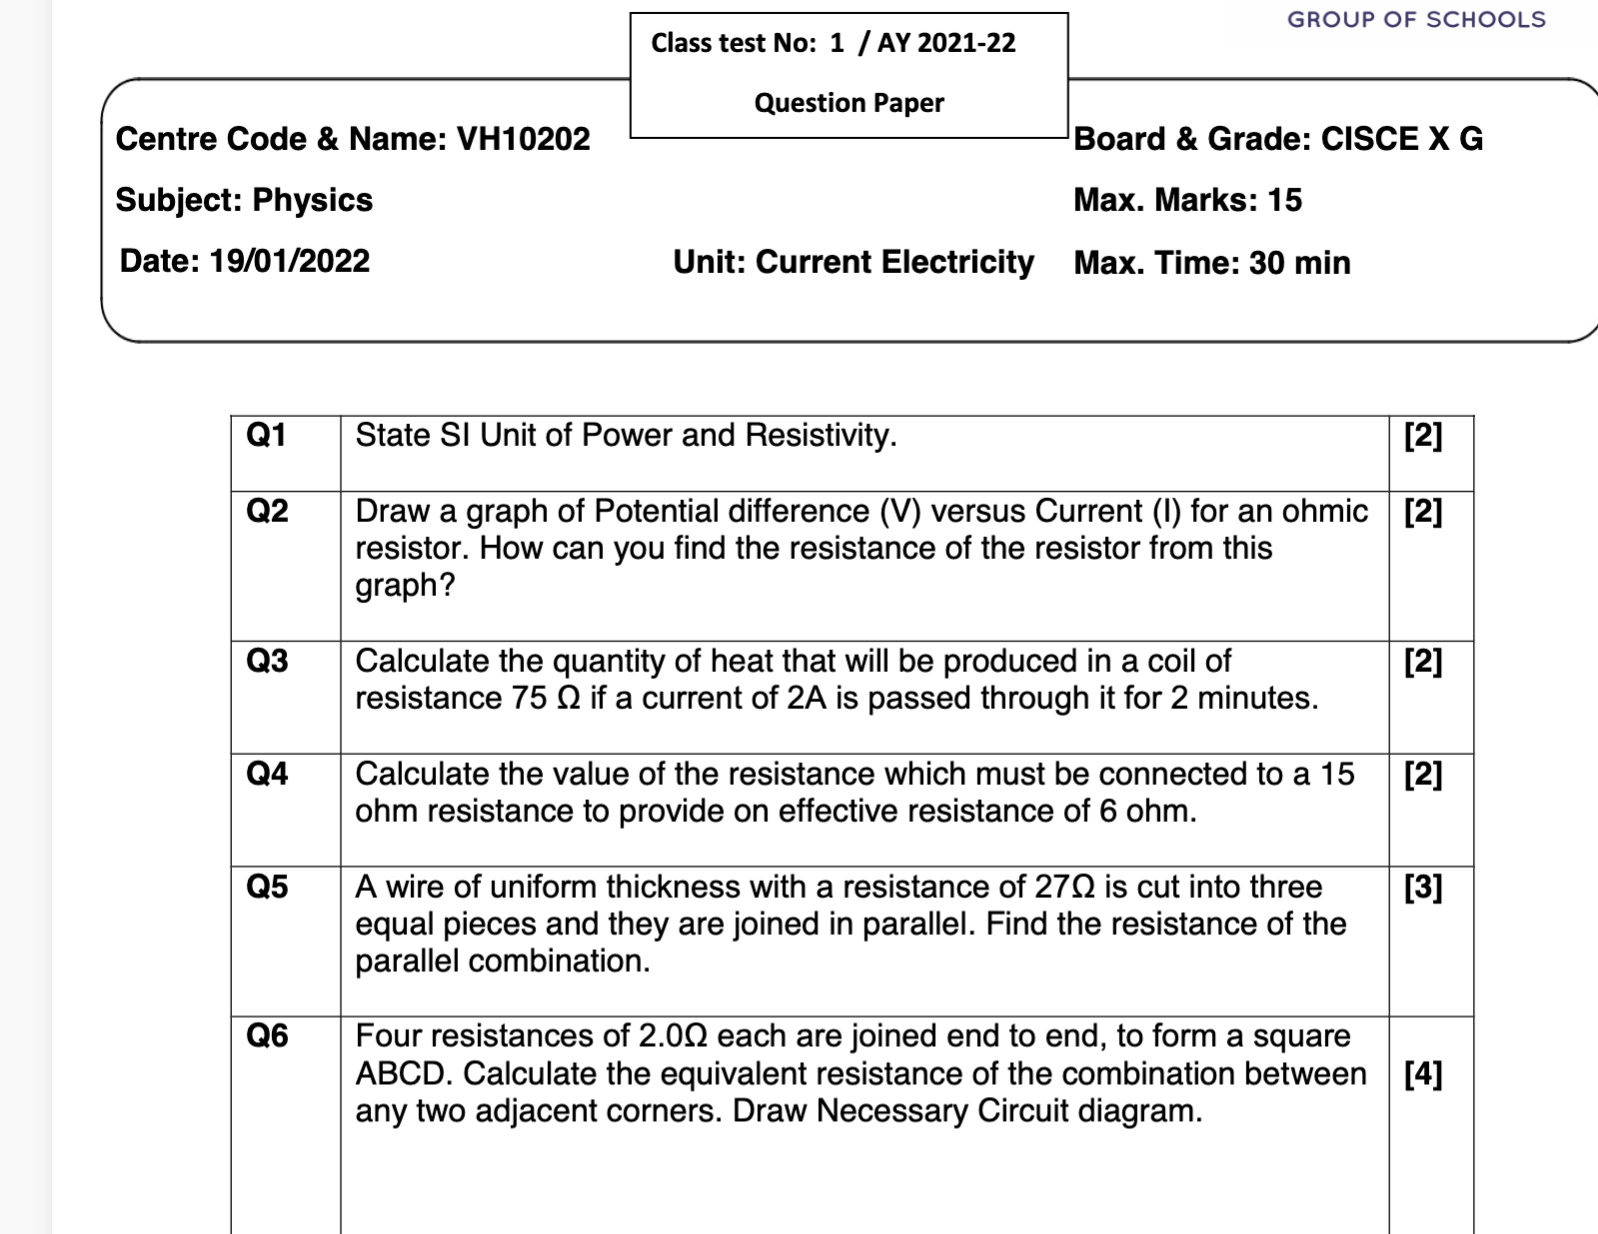 GROUP OF SCHOOLS
Class test No:  1  / AY 2021-22
Question Paper
Centre Code & Name: VH10202
Board & Grade: CISCE X G
Subject: Physics
Max. Marks: 15
Date: 19/01/2022
Unit: Current Electricity
Max. Time: 30 min
Q1 State SI Unit of Power and Resistivity. [2]
Q2 Draw a graph of Potential difference (V) versus Current (I) for an ohmic [2]
resistor. How can you find the resistance of the resistor from this
graph?
Q3 Calculate the quantity of heat that will be produced in a coil of [2]
resistance 75 Ω if a current of 2A is passed through it for 2 minutes.
Q4 Calculate the value of the resistance which must be connected to a 15 [2]
ohm resistance to provide on effective resistance of 6 ohm.
Q5 A wire of uniform thickness with a resistance of 27Ω is cut into three [3]
equal pieces and they are joined in parallel. Find the resistance of the
parallel combination.
Q6 Four resistances of 2.0Ω each are joined end to end, to form a square
ABCD. Calculate the equivalent resistance of the combination between [4]
any two adjacent corners. Draw Necessary Circuit diagram.